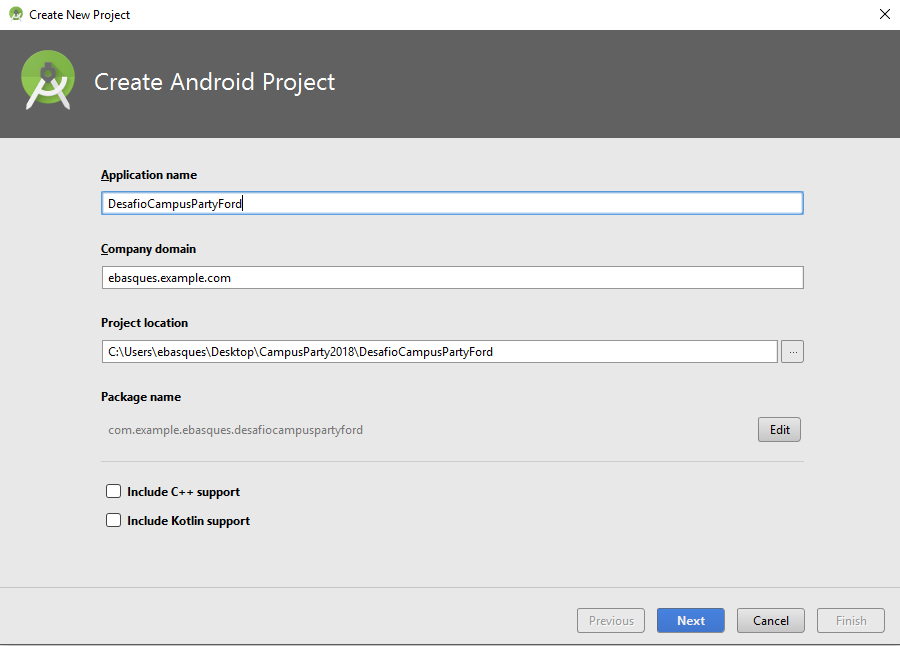 Create New Project
Create Android Project
Application name
DesafioCampusPartyFord
Company domain
ebasques.example.com
Project location
C:\Users\ebasques\Desktop\CampusParty2018\DesafioCampusPartyFord
...
Package name
com.example.ebasques.desafiocampuspartyford
Edit
Include C++ support
Include Kotlin support
Previous Next Cancel Finish